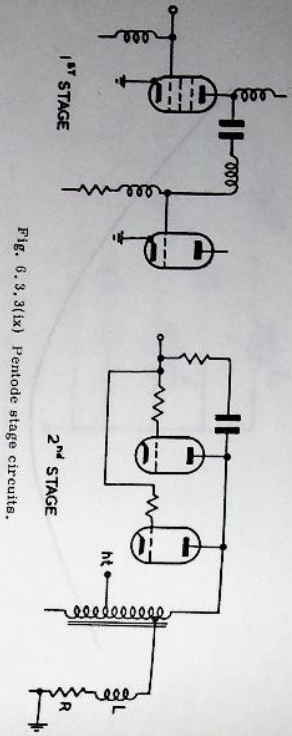 1ST STAGE
2nd STAGE
ht
L
R
Fig. 6.3.3(ix) Pentode stage circuits.